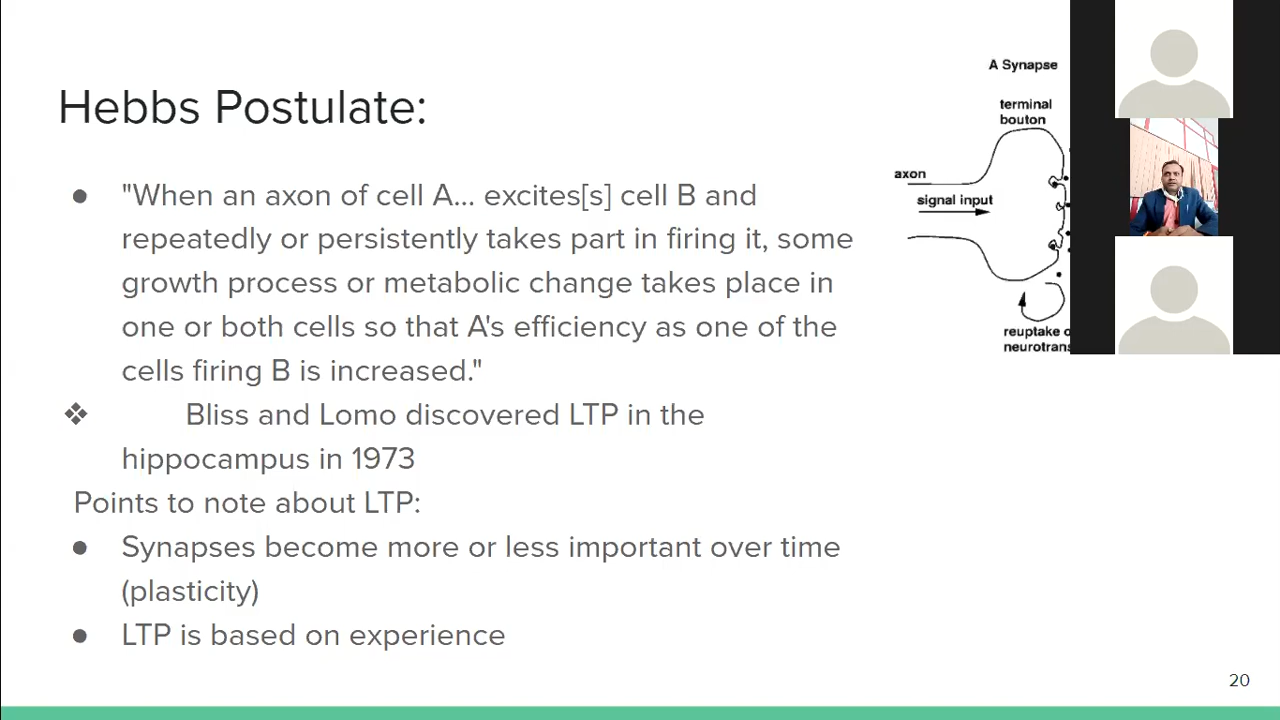 Hebbs Postulate:
● "When an axon of cell A... excites[s] cell B and
repeatedly or persistently takes part in firing it, some
growth process or metabolic change takes place in
one or both cells so that A's efficiency as one of the
cells firing B is increased."
❖ Bliss and Lomo discovered LTP in the
hippocampus in 1973
Points to note about LTP:
● Synapses become more or less important over time
(plasticity)
● LTP is based on experience
A Synapse
terminal
bouton
axon
signal input
reuptake
20